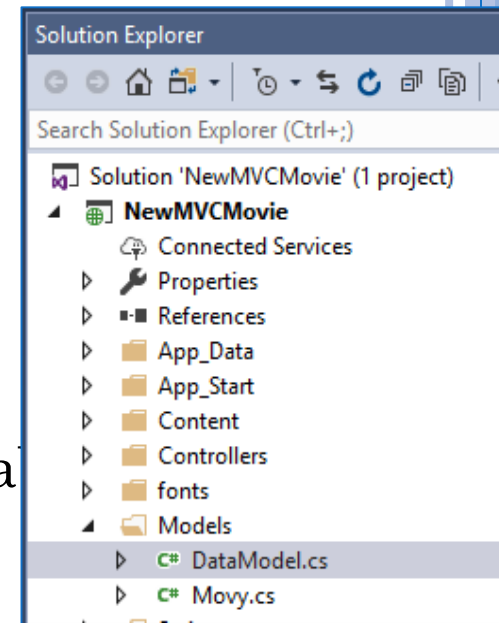 Solution Explorer
Search Solution Explorer (Ctrl+;)
Solution 'NewMVCMovie' (1 project)
NewMVCMovie
Connected Services
Properties
References
App_Data
App_Start
Content
Controllers
fonts
Models
C# DataModel.cs
C# Movy.cs